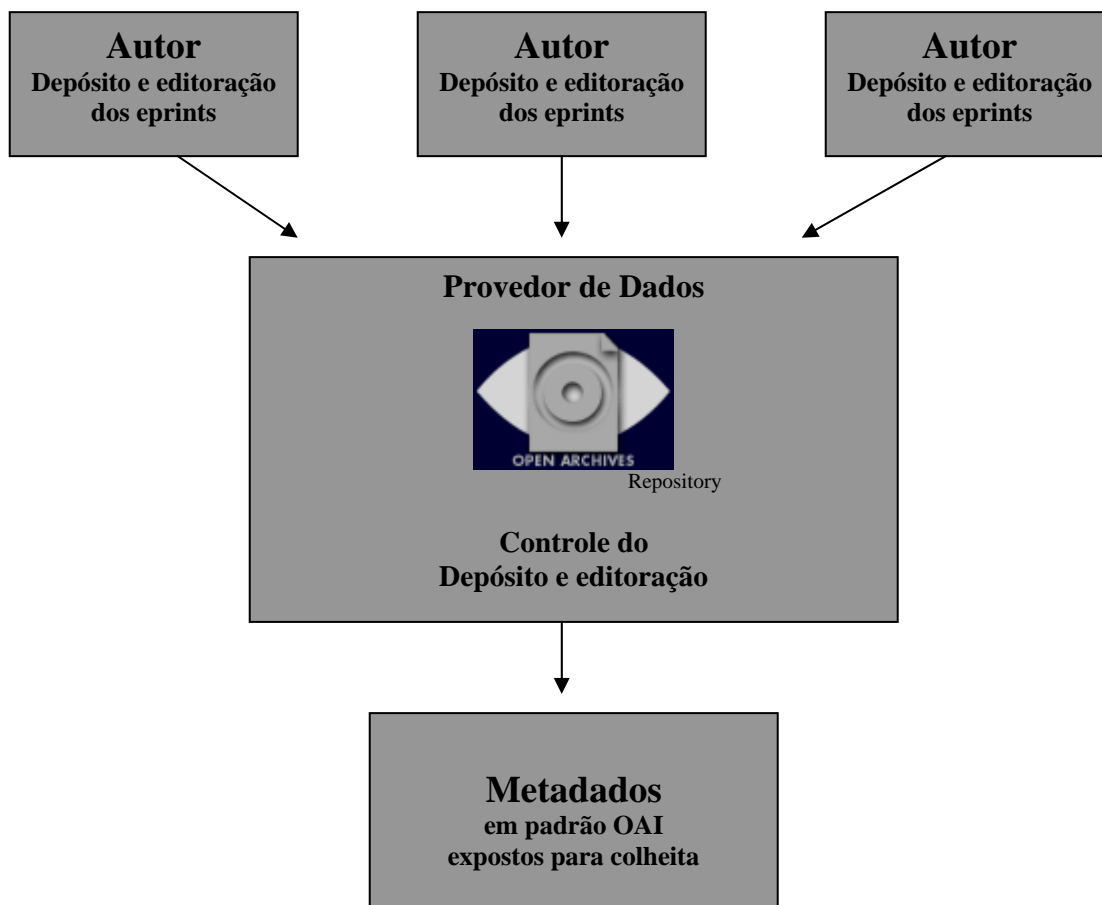 Autor
Depósito e editoração
dos eprints
Autor
Depósito e editoração
dos eprints
Autor
Depósito e editoração
dos eprints
Provedor de Dados
OPEN ARCHIVES
Repository
Controle do
Depósito e editoração
Metadados
em padrão OAI
expostos para colheita